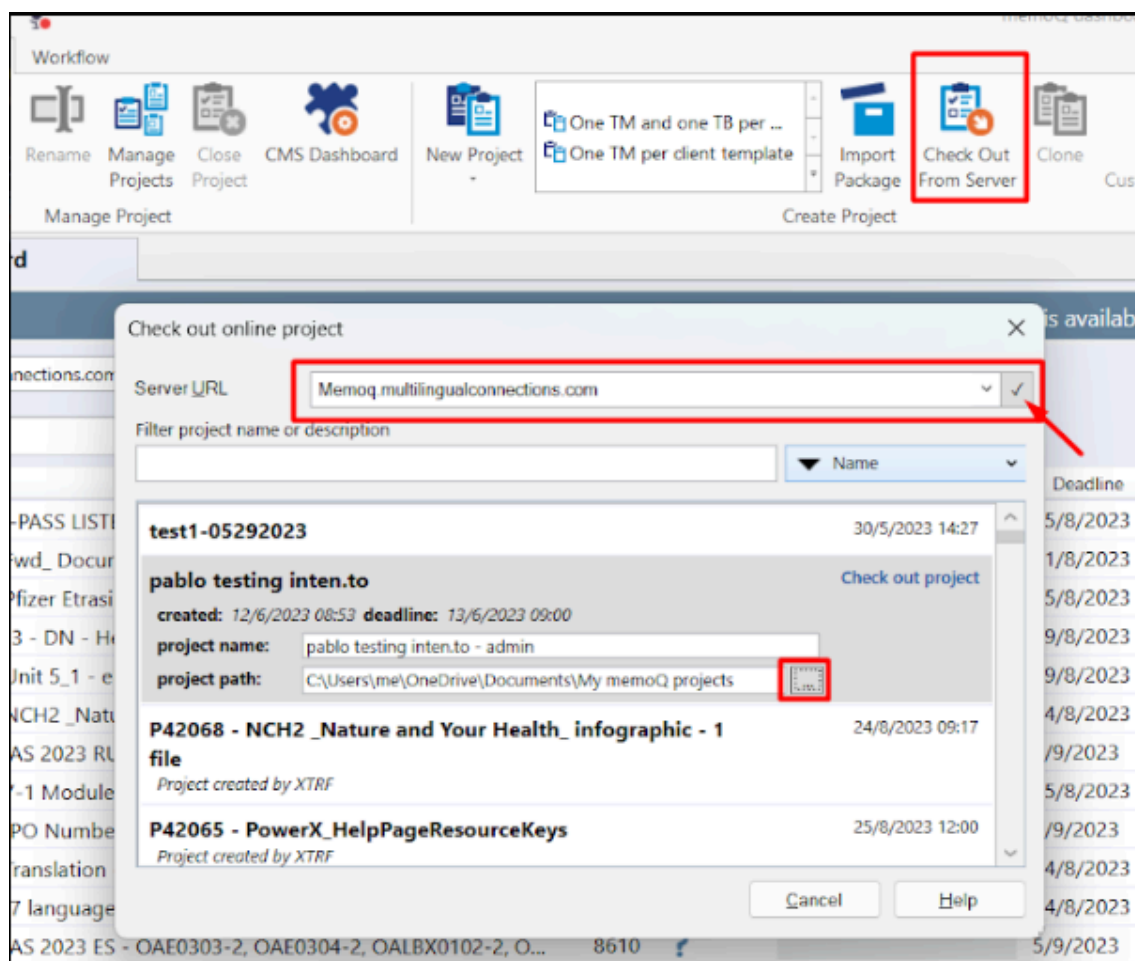 memoQ dashbo
Workflow
Rename
Manage Projects
Close Project
CMS Dashboard
New Project
One TM and one TB per ...
One TM per client template
Import Package
Check Out From Server
Clone
Cus
Manage Project
Create Project
rd
is availab
Check out online project
nections.com
Server URL
Memoq.multilingualconnections.com
Filter project name or description
Name
Deadline
-PASS LISTE
test1-05292023
30/5/2023 14:27
5/8/2023
Fwd_ Docur
pablo testing inten.to
Check out project
1/8/2023
Pfizer Etrasi
created: 12/6/2023 08:53 deadline: 13/6/2023 09:00
5/8/2023
3 - DN - He
project name:
pablo testing inten.to - admin
9/8/2023
Unit 5_1 - e
project path:
C:\Users\me\OneDrive\Documents\My memoQ projects
...
9/8/2023
NCH2 _Natu
P42068 - NCH2 _Nature and Your Health_ infographic - 1
24/8/2023 09:17
4/8/2023
AS 2023 RU
file
/9/2023
Project created by XTRF
7-1 Module
5/8/2023
PO Numbe
P42065 - PowerX_HelpPageResourceKeys
25/8/2023 12:00
/9/2023
Project created by XTRF
Translation
4/8/2023
7 language
Cancel
Help
4/8/2023
AS 2023 ES - OAE0303-2, OAE0304-2, OALBX0102-2, O...
8610
5/9/2023